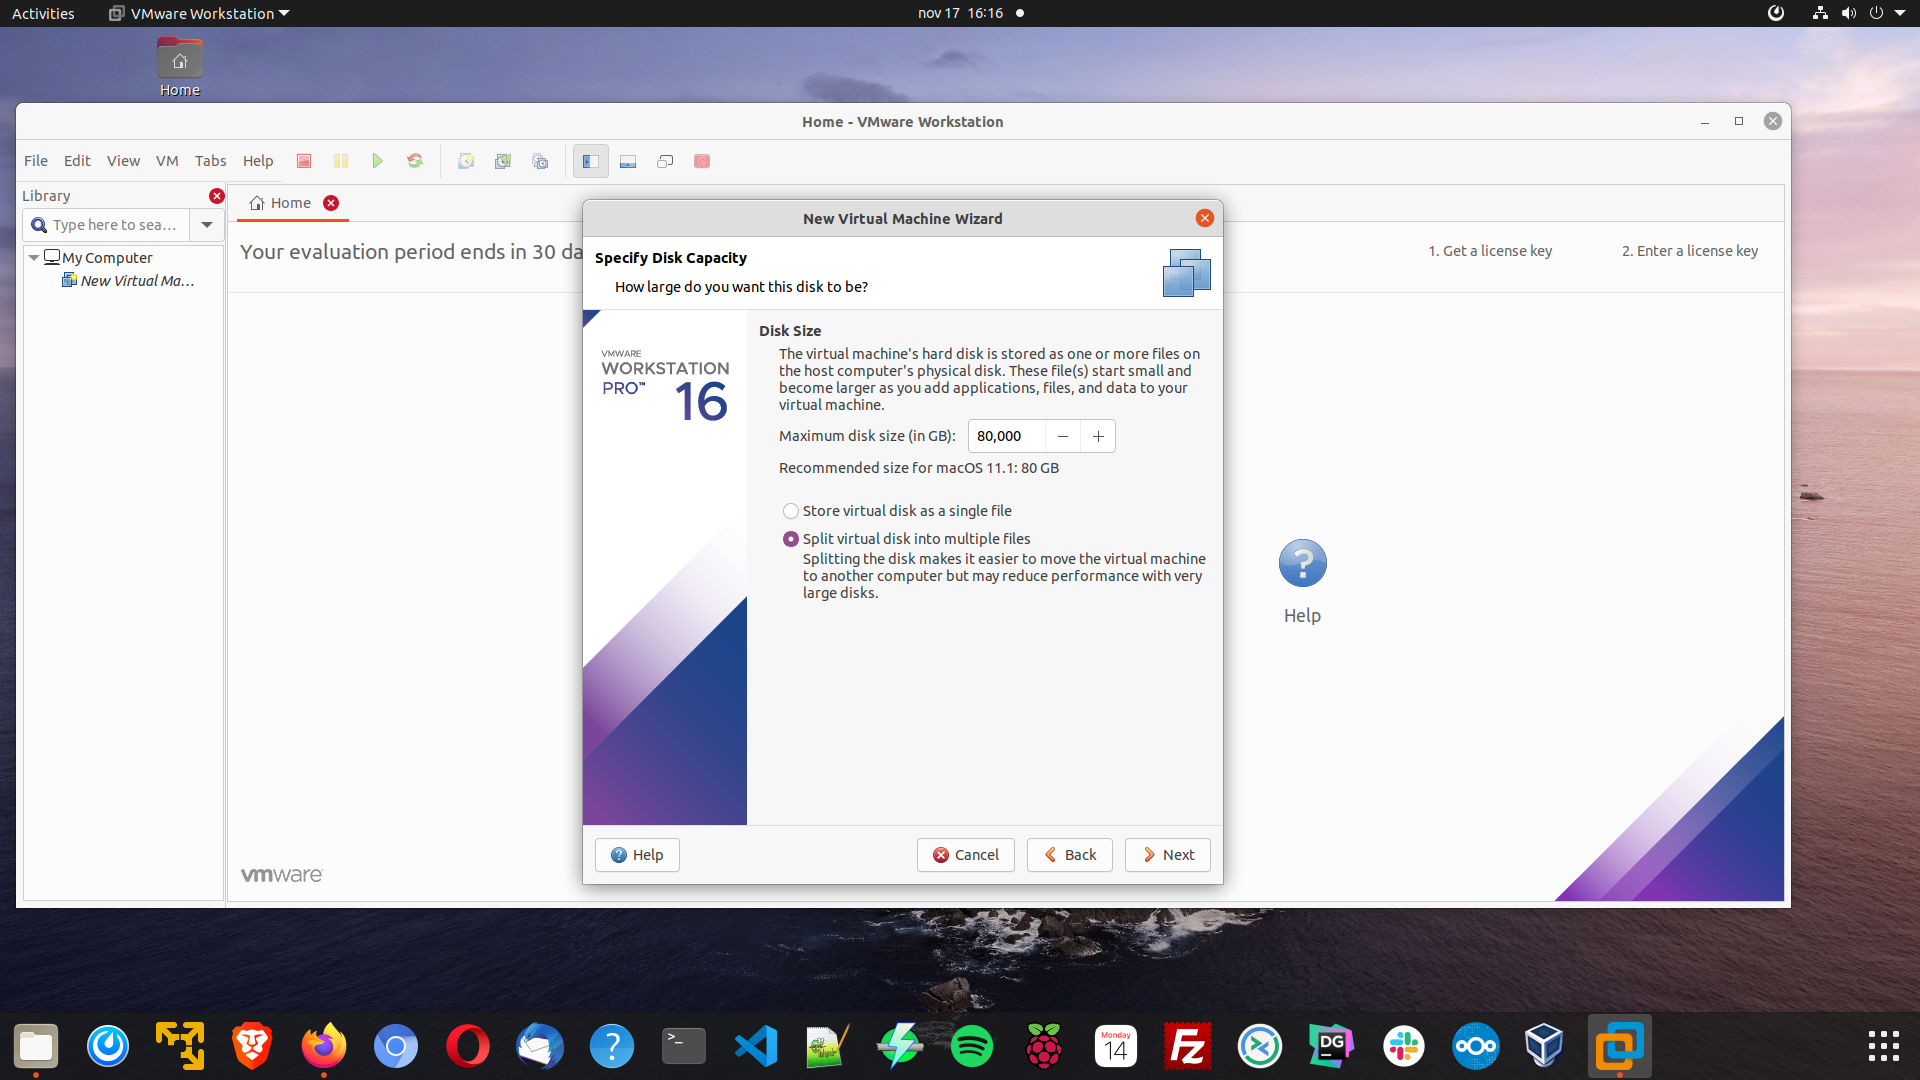 Activities
VMware Workstation
nov 17 16:16
Home
Home - VMware Workstation
File
Edit
View
VM
Tabs
Help
Library
Type here to sea...
My Computer
New Virtual Ma...
Home
Your evaluation period ends in 30 da
1. Get a license key
2. Enter a license key
New Virtual Machine Wizard
Specify Disk Capacity
How large do you want this disk to be?
VMWARE
WORKSTATION
PRO™ 16
Disk Size
The virtual machine's hard disk is stored as one or more files on
the host computer's physical disk. These file(s) start small and
become larger as you add applications, files, and data to your
virtual machine.
Maximum disk size (in GB):
80,000
Recommended size for macOS 11.1: 80 GB
Store virtual disk as a single file
Split virtual disk into multiple files
Splitting the disk makes it easier to move the virtual machine
to another computer but may reduce performance with very
large disks.
Help
Help
Cancel
Back
Next
vmware
Monday
14
FZ
DG